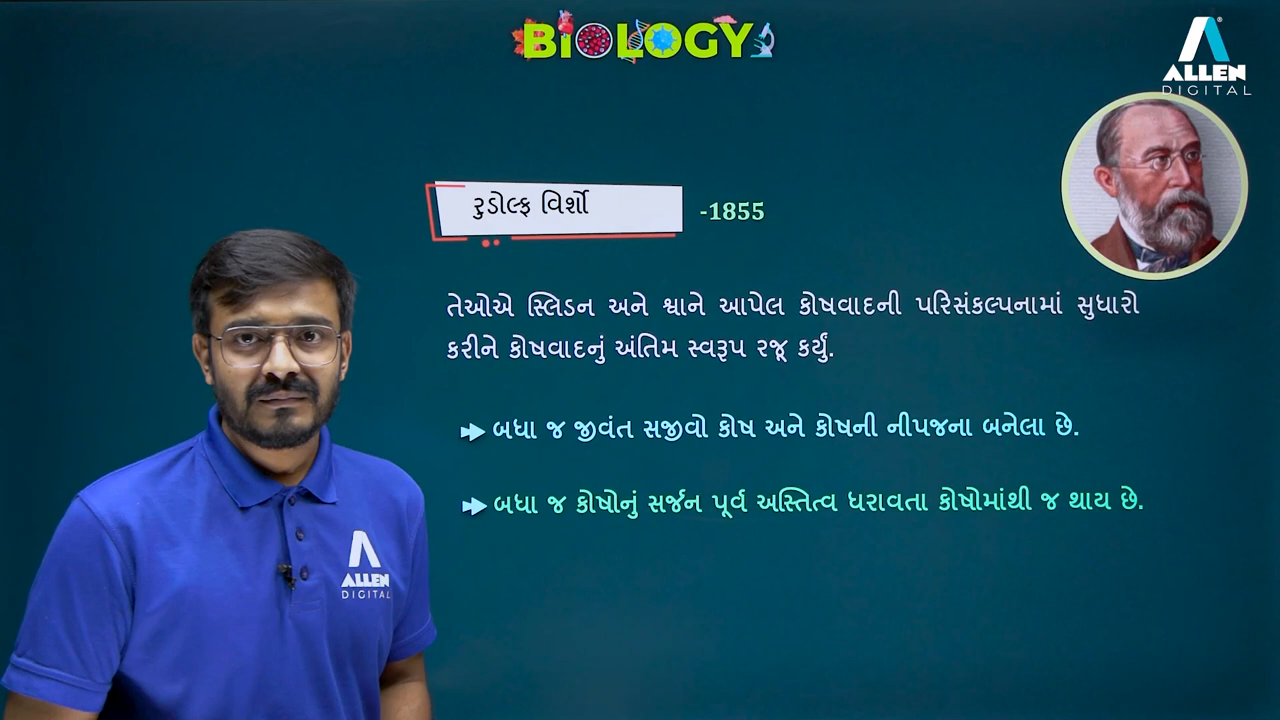 BIOLOGY
ALLEN
DIGITAL
રુડોલ્ફ વિર્શો
-1855
તેઓએ સ્લિડન અને શ્વાને આપેલ કોષવાદની પરિસંકલ્પનામાં સુધારો
કરીને કોષવાદનું અંતિમ સ્વરૂપ રજૂ કર્યું.
બધા જ જીવંત સજીવો કોષ અને કોષની નીપજના બનેલા છે.
બધા જ કોષોનું સર્જન પૂર્વ અસ્તિત્વ ધરાવતા કોષોમાંથી જ થાય છે.
ALLEN
DIGITAL